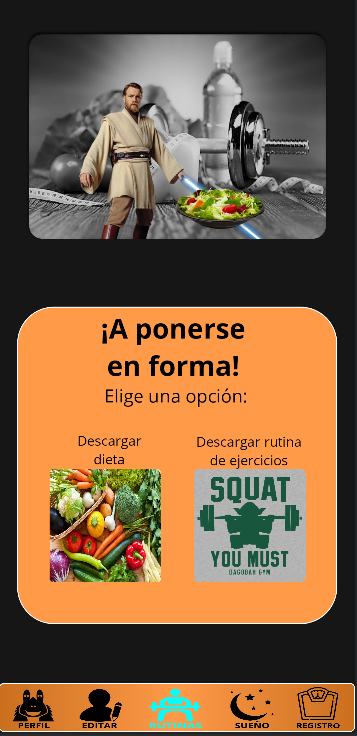 ¡A ponerse
en forma!
Elige una opción:
Descargar
dieta
Descargar rutina
de ejercicios
SQUAT
YOU MUST
DAGOBAH GYM
PERFIL
EDITAR
SUEÑO
REGISTRO